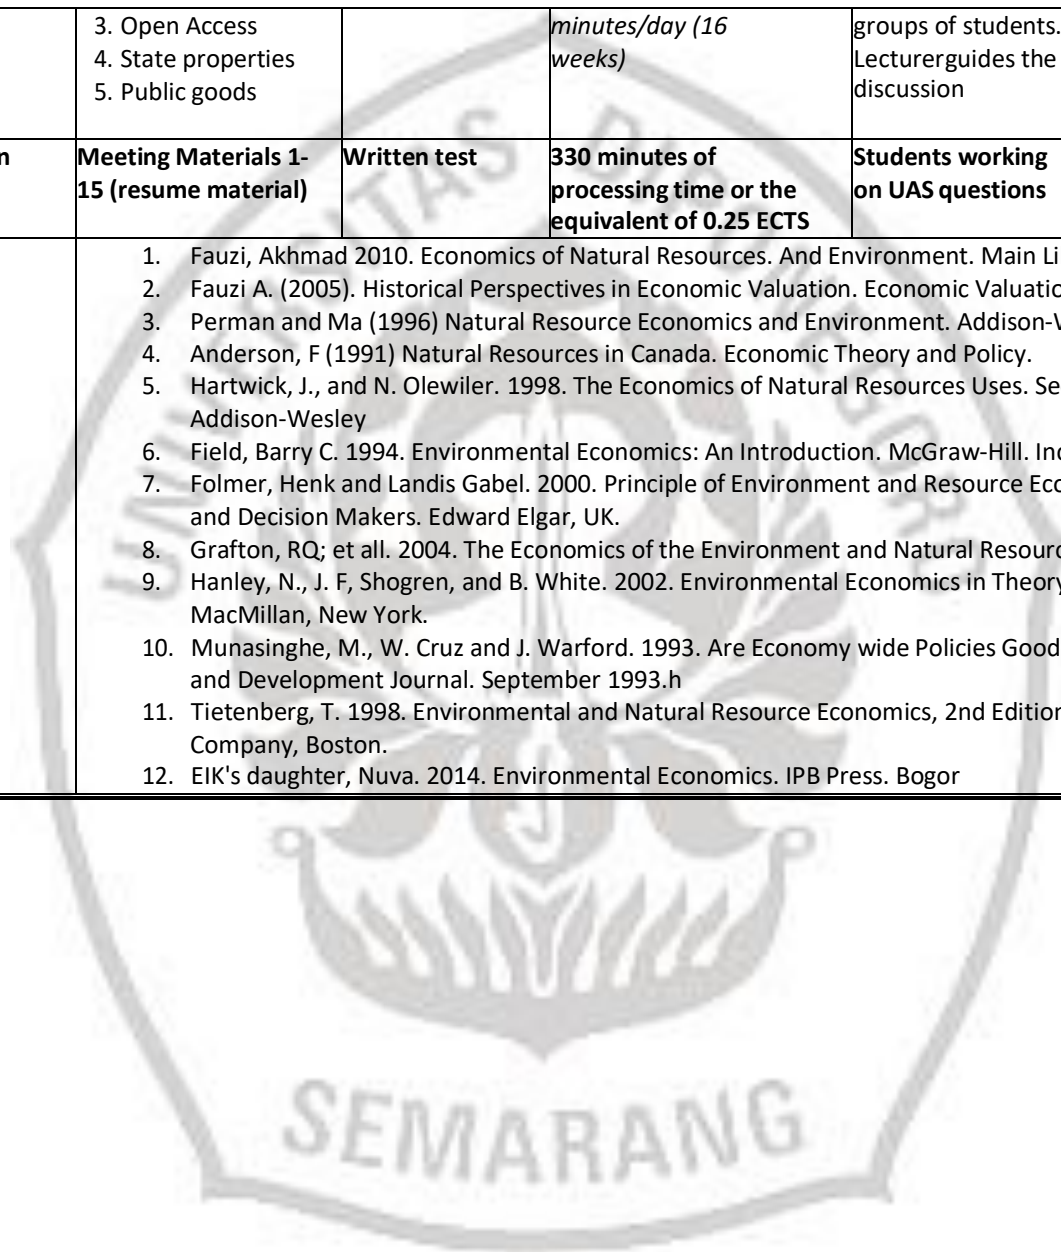 3. Open Access
4. State properties
5. Public goods
minutes/day (16
weeks)
groups of students.
Lecturerguides the
discussion
n
Meeting Materials 1-
15 (resume material)
Written test
330 minutes of
processing time or the
equivalent of 0.25 ECTS
Students working
on UAS questions
1. Fauzi, Akhmad 2010. Economics of Natural Resources. And Environment. Main Li
2. Fauzi A. (2005). Historical Perspectives in Economic Valuation. Economic Valuatio
3. Perman and Ma (1996) Natural Resource Economics and Environment. Addison-W
4. Anderson, F (1991) Natural Resources in Canada. Economic Theory and Policy.
5. Hartwick, J., and N. Olewiler. 1998. The Economics of Natural Resources Uses. Se
Addison-Wesley
6. Field, Barry C. 1994. Environmental Economics: An Introduction. McGraw-Hill. Inc
7. Folmer, Henk and Landis Gabel. 2000. Principle of Environment and Resource Eco
and Decision Makers. Edward Elgar, UK.
8. Grafton, RQ; et all. 2004. The Economics of the Environment and Natural Resourc
9. Hanley, N., J. F, Shogren, and B. White. 2002. Environmental Economics in Theory
MacMillan, New York.
10. Munasinghe, M., W. Cruz and J. Warford. 1993. Are Economy wide Policies Good
and Development Journal. September 1993.h
11. Tietenberg, T. 1998. Environmental and Natural Resource Economics, 2nd Edition
Company, Boston.
12. EIK's daughter, Nuva. 2014. Environmental Economics. IPB Press. Bogor
UNIVERSITAS DIPONEGORO
SEMARANG